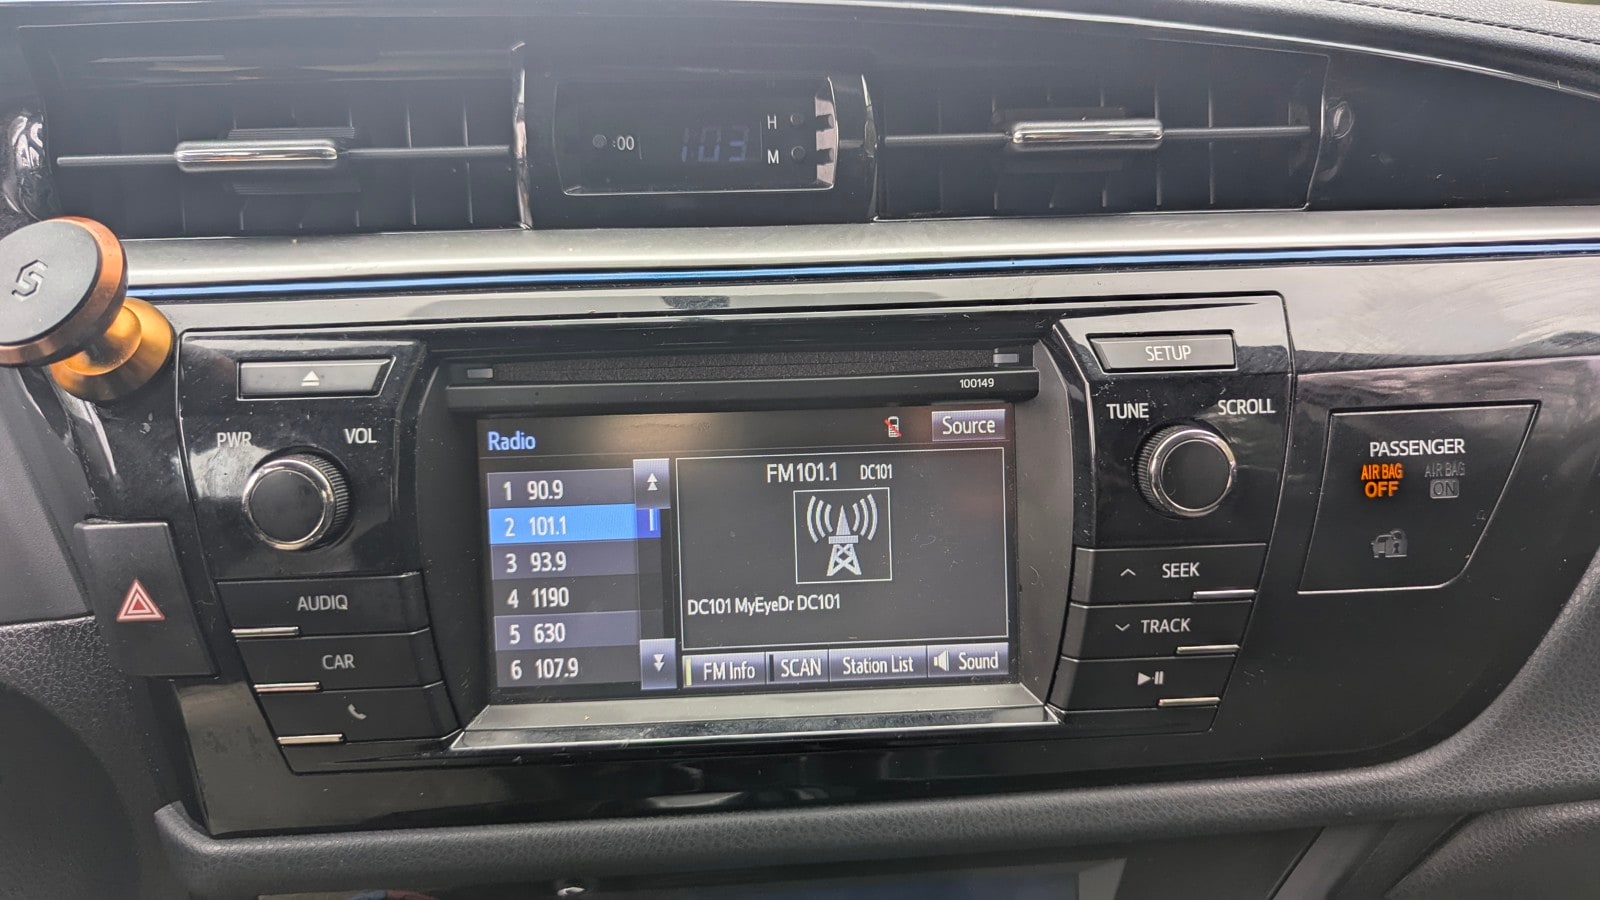 :00
1:03
H
M
S
100149
SETUP
PWR
VOL
TUNE
SCROLL
Radio
Source
1 90.9
2 101.1
3 93.9
4 1190
5 630
6 107.9
FM101.1 DC101
DC101 MyEyeDr DC101
FM Info
SCAN
Station List
Sound
AUDIO
CAR
SEEK
TRACK
PASSENGER
AIR BAG
OFF
AIR BAG
ON